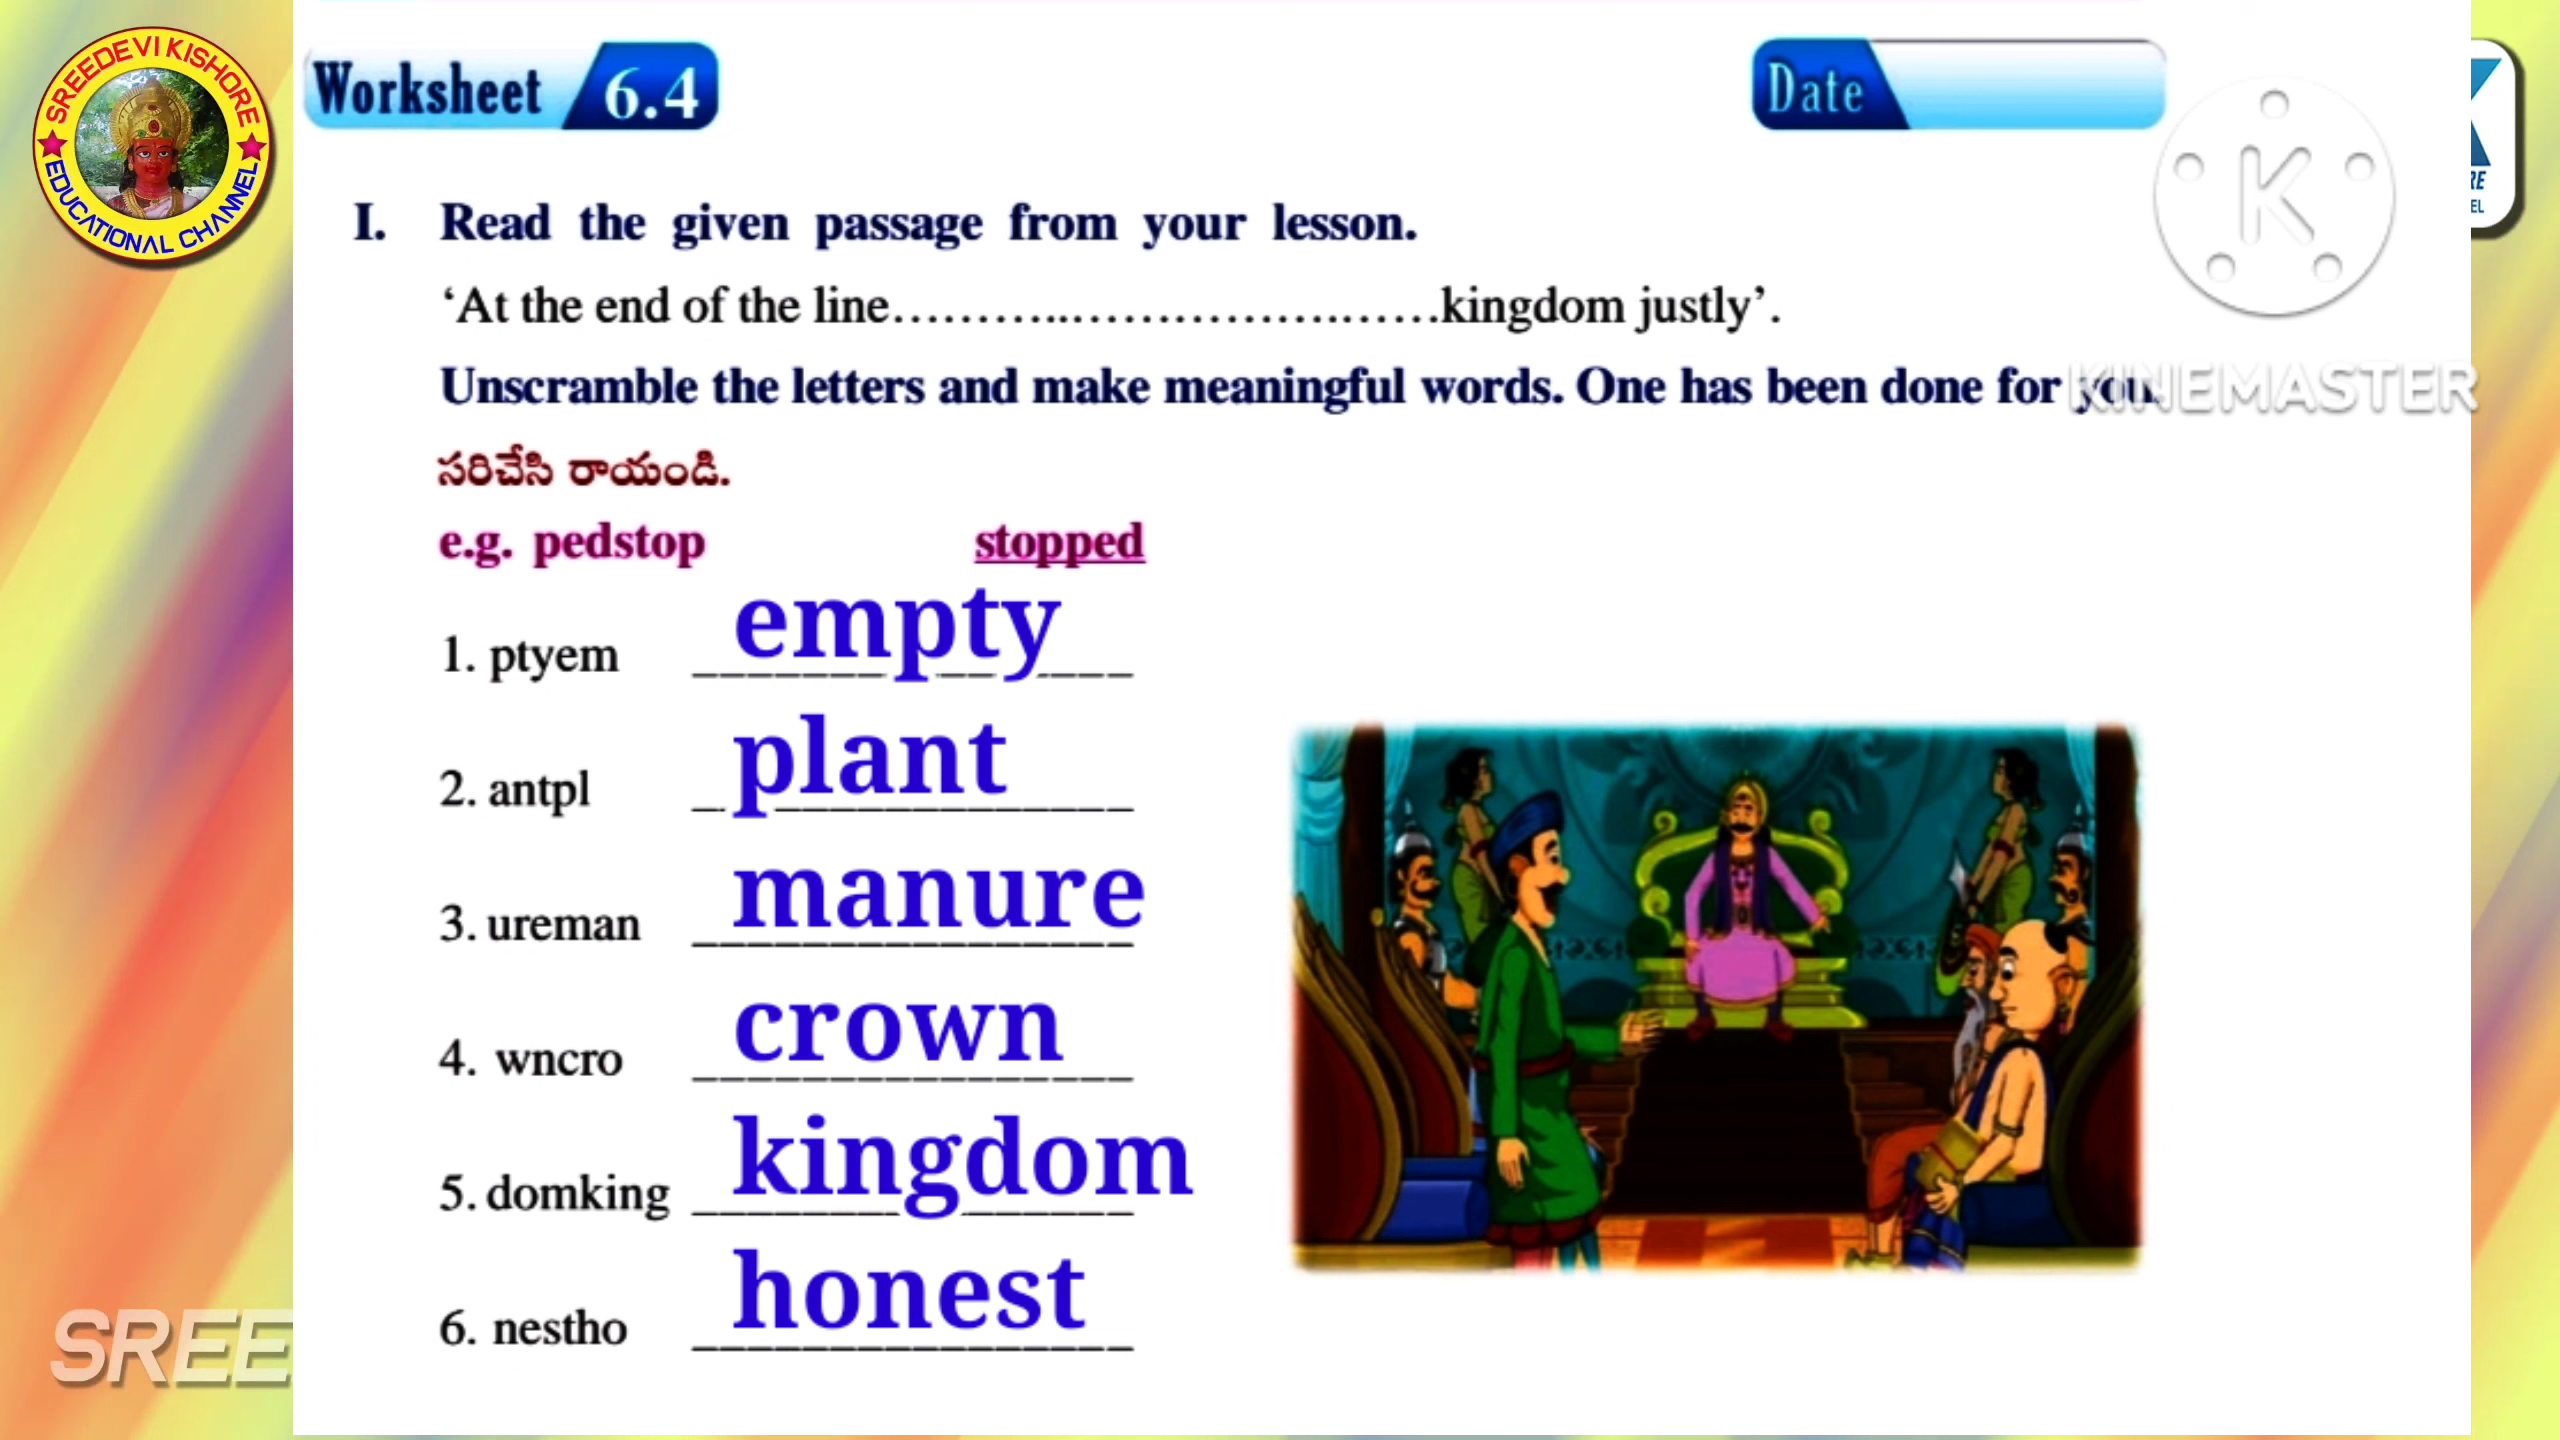 SREEDEVI KISHORE
EDUCATIONAL CHANNEL
Worksheet 6.4
Date
K
RE
EL
I. Read the given passage from your lesson.
‘At the end of the line………...……………..……kingdom justly’.
Unscramble the letters and make meaningful words. One has been done for you.
KINEMASTER
సరిచేసి రాయండి.
e.g. pedstop stopped
1. ptyem empty
2. antpl plant
3. ureman manure
4. wncro crown
5. domking kingdom
6. nestho honest
SREE